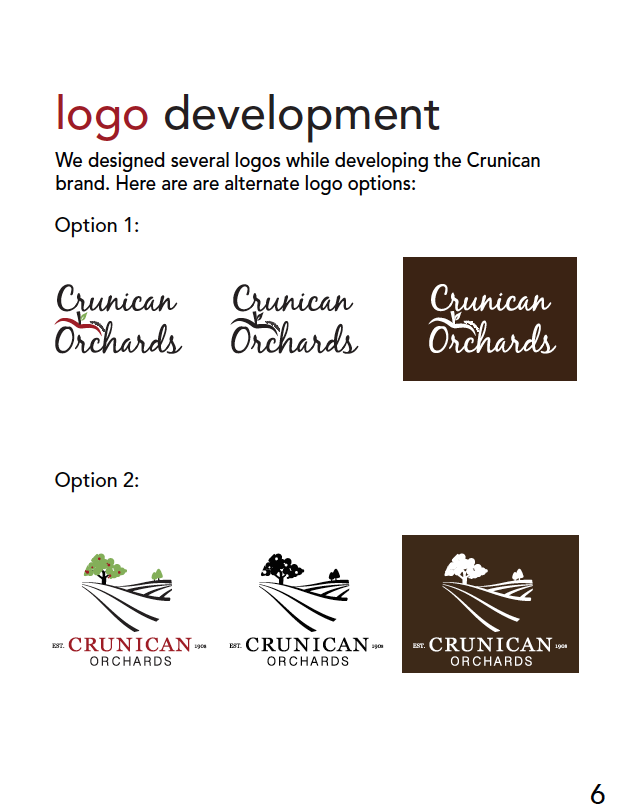 logo development
We designed several logos while developing the Crunican
brand. Here are are alternate logo options:
Option 1:
Crunican
Orchards
Crunican
Orchards
Crunican
Orchards
Option 2:
EST. CRUNICAN 1908
ORCHARDS
EST. CRUNICAN 1908
ORCHARDS
EST. CRUNICAN 1908
ORCHARDS
6